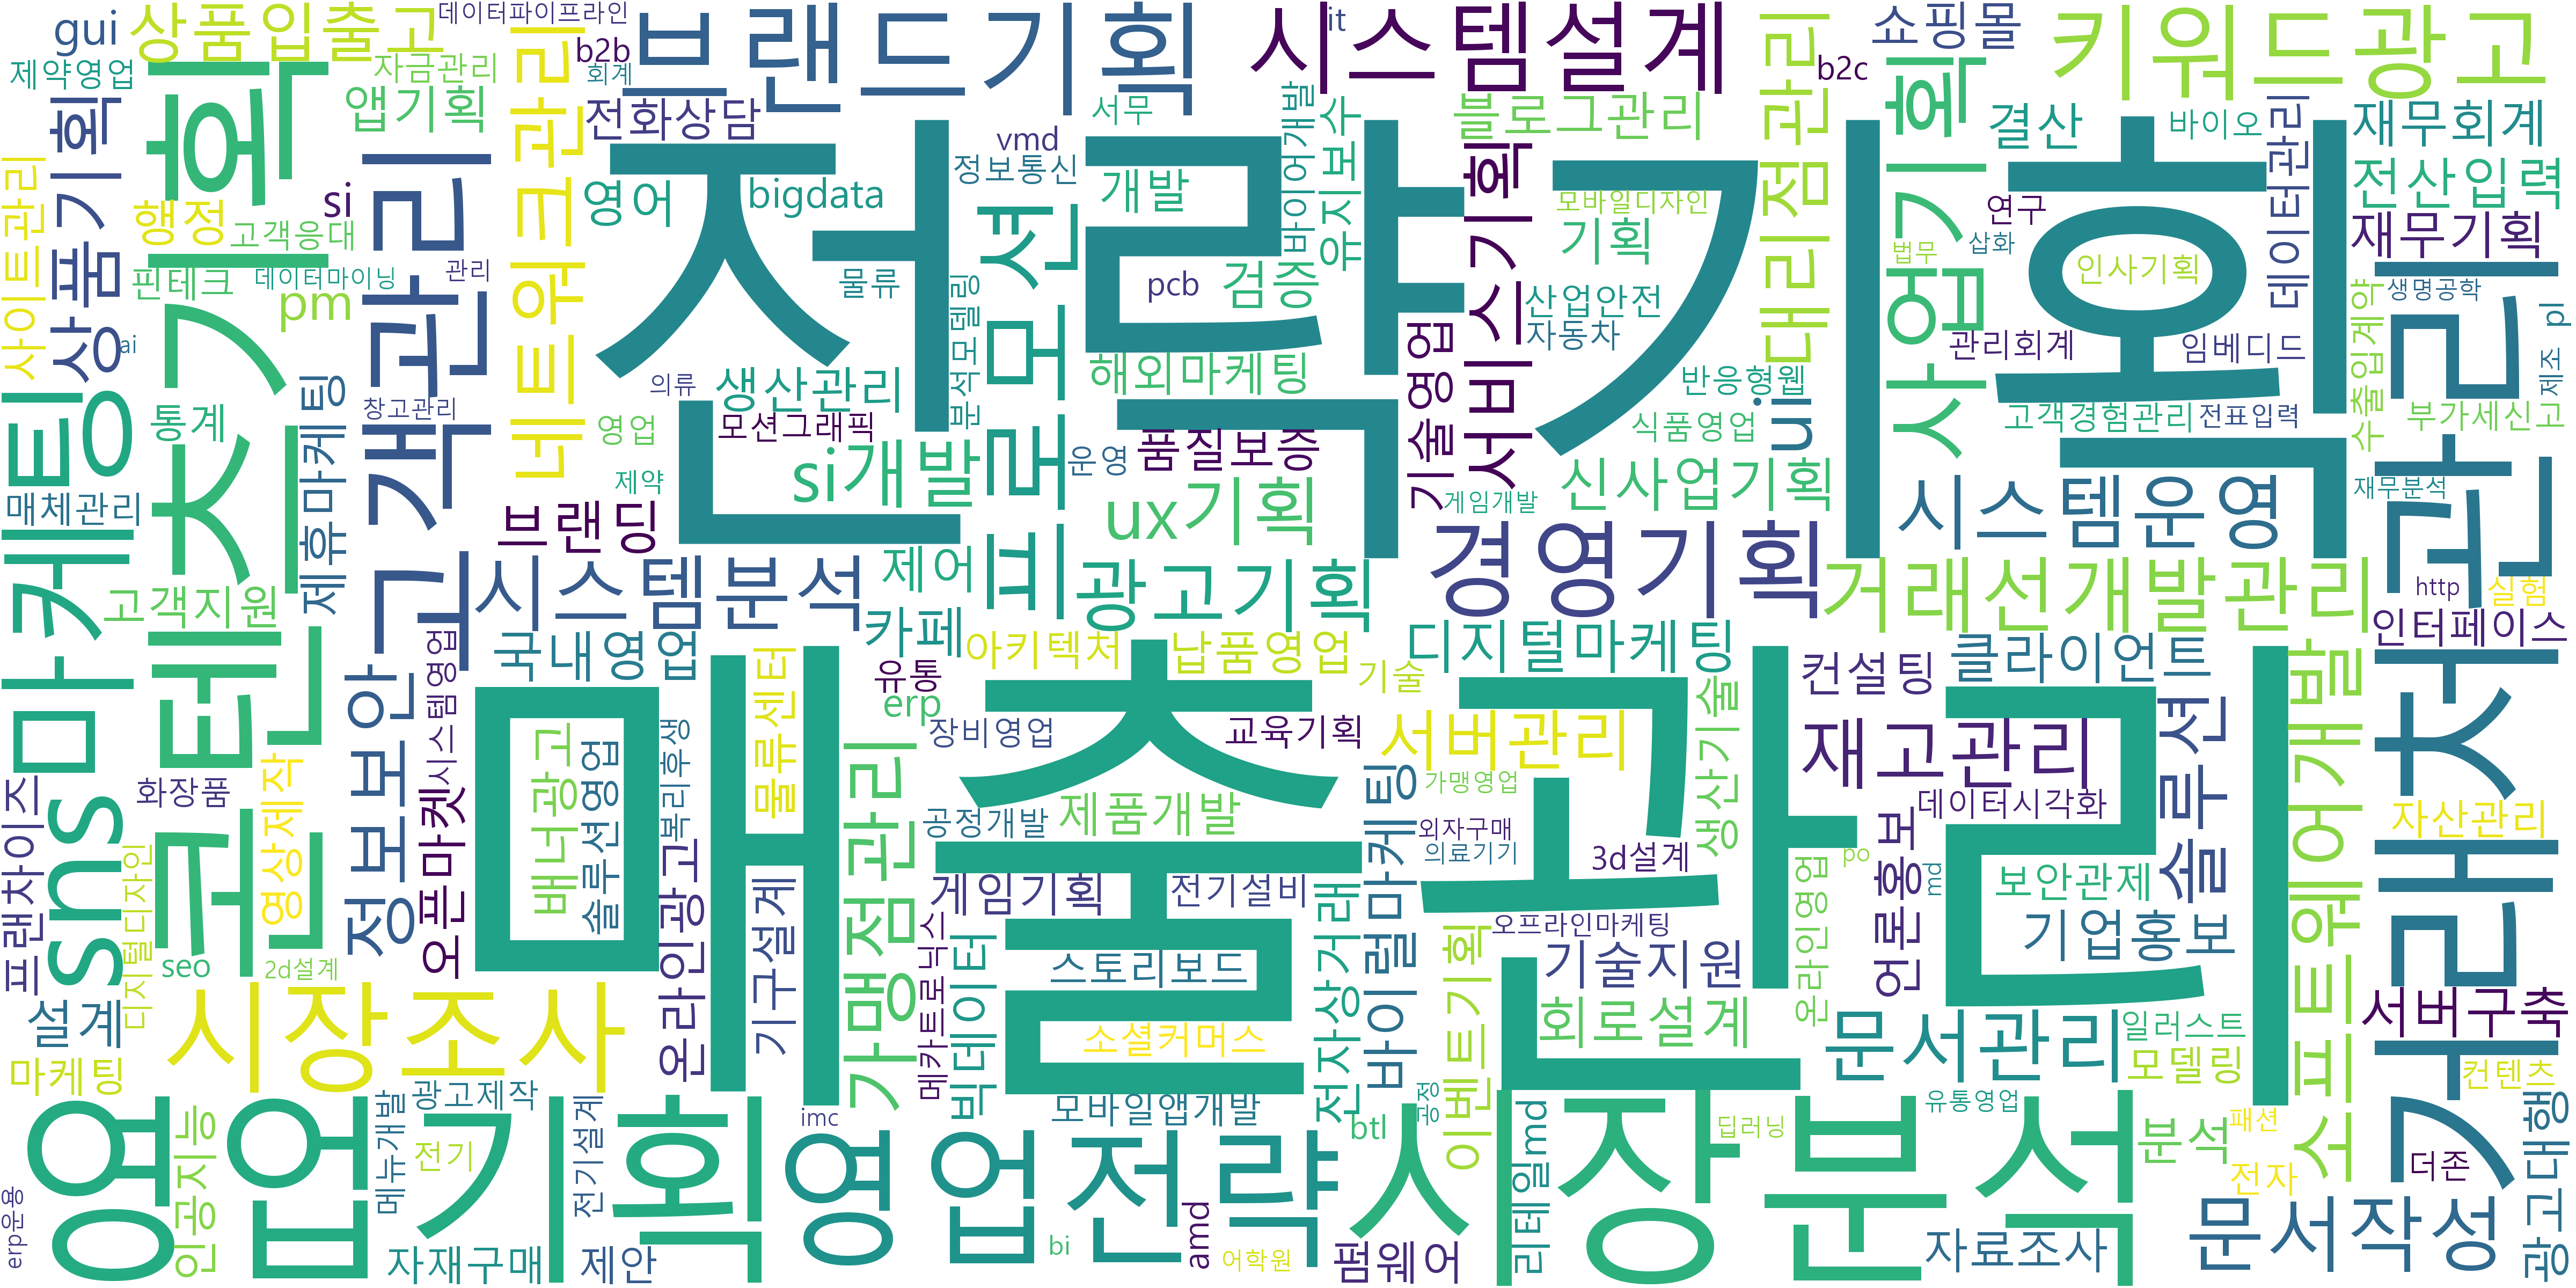 gui
상품입출고
데이터파이프라인
b2b
브랜드기획
시스템설계
it
쇼핑몰
키워드광고
제약영업
자금관리
회계
b2c
앱기획
전화상담
서무
블로그관리
결산
바이오
재무회계
vmd
정보통신
개발
바이어개발
유지보수
대리점관리
사업기획
데이터관리
전산입력
사이트관리
상품기획
행정
si
고객관리
네트워크관리
영어
bigdata
전략기획
프로모션
서비스기획
모바일디자인
기획
연구
재무기획
고객응대
법무
삽화
핀테크
데이터마이닝
관리
물류
pcb
검증
산업안전
인사기획
생명공학
pm
분석모델링
자동차
관리회계
임베디드
수출입계약
제조
pl
ai
해외마케팅
기술영업
의류
생산관리
반응형웹
ui
창고관리
제휴마케팅
통계
영업
모션그래픽
식품영업
고객경험관리
전표입력
부가세신고
운영
품질보증
si개발
제약
ux기획
게임개발
신사업기획
시스템운영
재무분석
매체관리
브랜딩
경영기획
sns마케팅
콘텐츠기획
고객지원
광고
시스템분석
제어
광고기획
거래선개발관리
http
실험
거래처관리
정보보안
국내영업
카페
아키텍처
납품영업
디지털마케팅
컨설팅
클라이언트
인터페이스
시스템영업
물류센터
유통
기술
erp
장비영업
교육기획
서버관리
생산기술
재고관리
솔루션
소프트웨어개발
매출관리
프랜차이즈
화장품
영상제작
오픈마켓
배너광고
솔루션영업
복리후생
가맹점관리
공정개발
제품개발
바이럴마케팅
가맹영업
외자구매
의료기기
3d설계
데이터시각화
자산관리
디지털디자인
온라인광고
기구설계
게임기획
전기설비
po
md
언론홍보
보안관제
오프라인마케팅
온라인영업
기업홍보
seo
2d설계
메카트로닉스
빅데이터
스토리보드
전자상거래
이벤트기획
기술지원
설계
시장조사
소셜커머스
회로설계
문서관리
일러스트
서버구축
마케팅
모델링
컨텐츠
영업기획
인공지능
메뉴개발
광고제작
전기
전기설계
imc
모바일앱개발
공정
유통영업
btl
시장분석
딥러닝
분석
패션
광고대행
영업전략
리테일md
더존
전자
erp운용
자재구매
제안
bi
amd
어학원
펌웨어
자료조사
문서작성